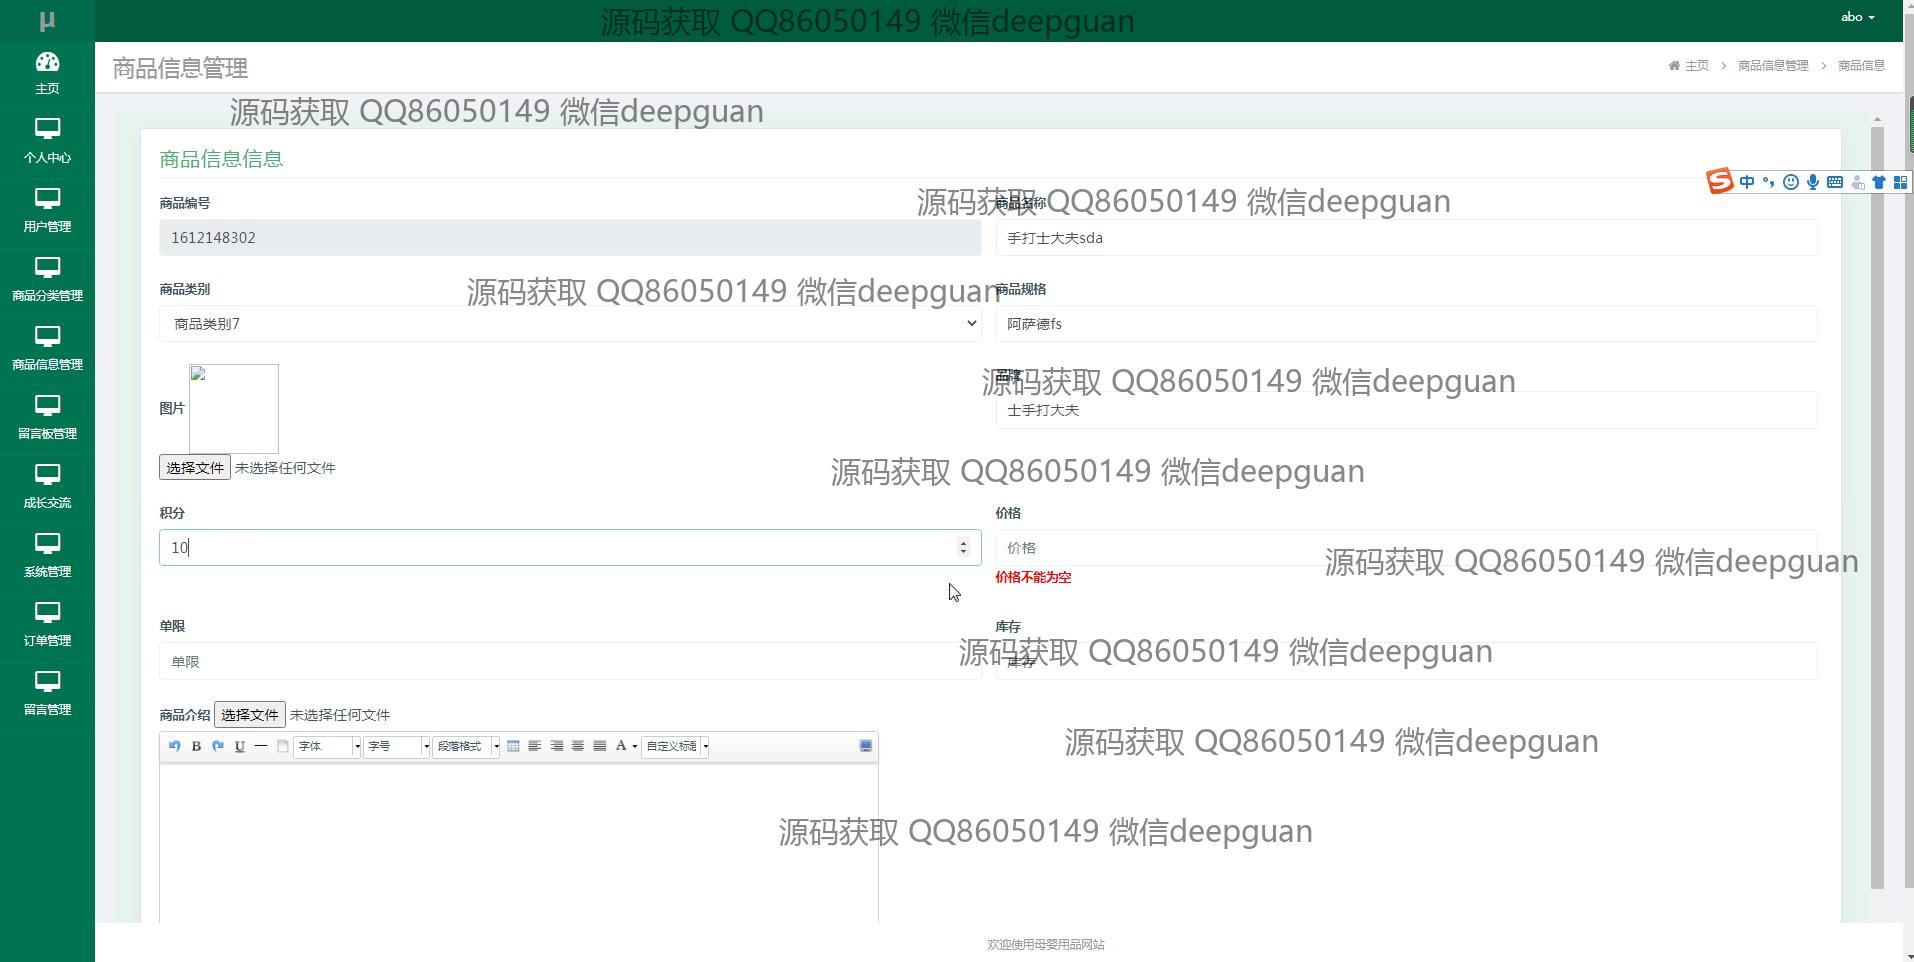 μ
源码获取 QQ86050149 微信deepguan
abo
主页
个人中心
用户管理
商品分类管理
商品信息管理
留言板管理
成长交流
系统管理
订单管理
留言管理
商品信息管理
主页 > 商品信息管理 > 商品信息
源码获取 QQ86050149 微信deepguan
商品信息信息
中
商品编号
商品名称
源码获取 QQ86050149 微信deepguan
1612148302
手打士大夫sda
商品类别
源码获取 QQ86050149 微信deepguan
商品规格
商品类别7
阿萨德fs
图片
品牌
源码获取 QQ86050149 微信deepguan
士手打大夫
选择文件 未选择任何文件
源码获取 QQ86050149 微信deepguan
积分
价格
10
价格
源码获取 QQ86050149 微信deepguan
价格不能为空
单限
库存
单限
库存
源码获取 QQ86050149 微信deepguan
商品介绍 选择文件 未选择任何文件
B U 字体 字号 段落格式 A 自定义标题
源码获取 QQ86050149 微信deepguan
源码获取 QQ86050149 微信deepguan
欢迎使用母婴用品网站